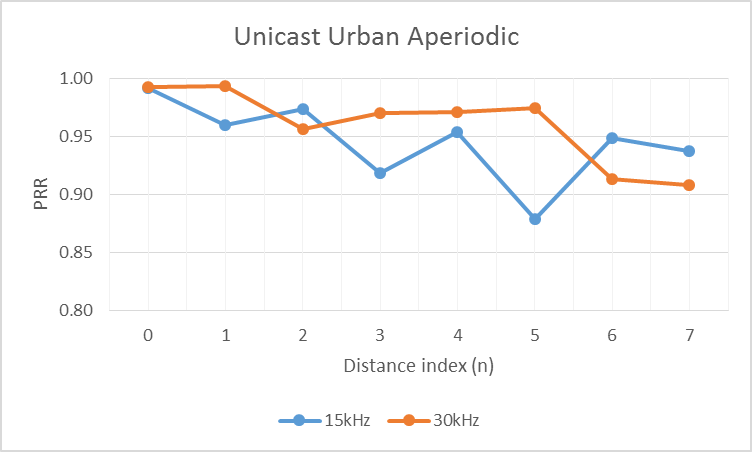 Unicast Urban Aperiodic
1.00
0.95
0.90
0.85
0.80
PRR
0 1 2 3 4 5 6 7
Distance index (n)
15kHz 30kHz